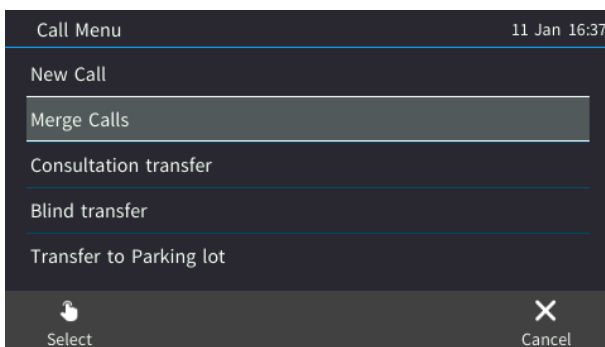 Call Menu 11 Jan 16:37
New Call
Merge Calls
Consultation transfer
Blind transfer
Transfer to Parking lot
Select Cancel